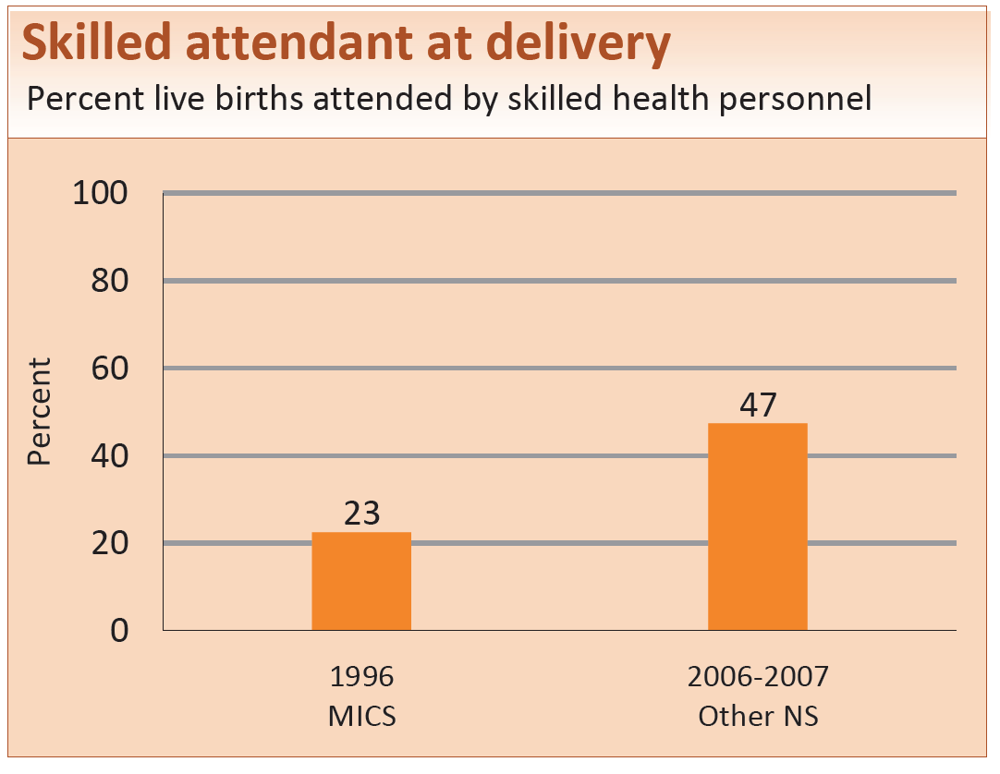 Skilled attendant at delivery
Percent live births attended by skilled health personnel
100
80
60
40
20
0
Percent
23
47
1996
MICS
2006-2007
Other NS